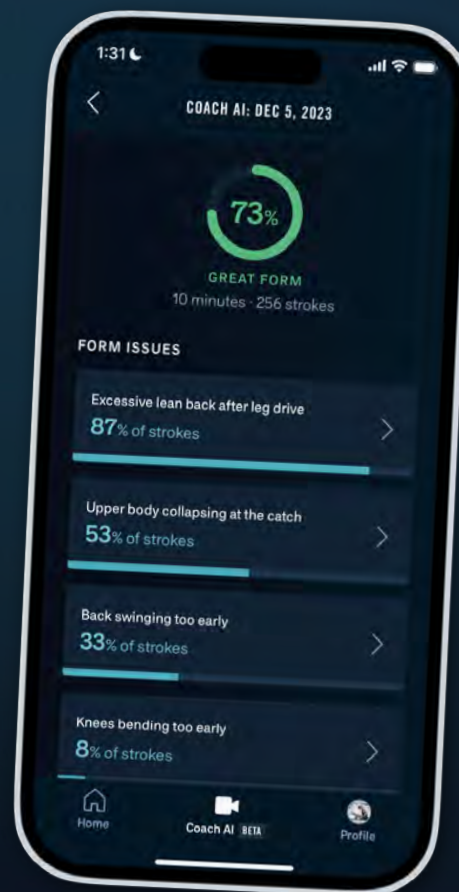 1:31
COACH AI: DEC 5, 2023
73%
GREAT FORM
10 minutes · 256 strokes
FORM ISSUES
Excessive lean back after leg drive
87% of strokes
Upper body collapsing at the catch
53% of strokes
Back swinging too early
33% of strokes
Knees bending too early
8% of strokes
Home
Coach AI BETA
Profile